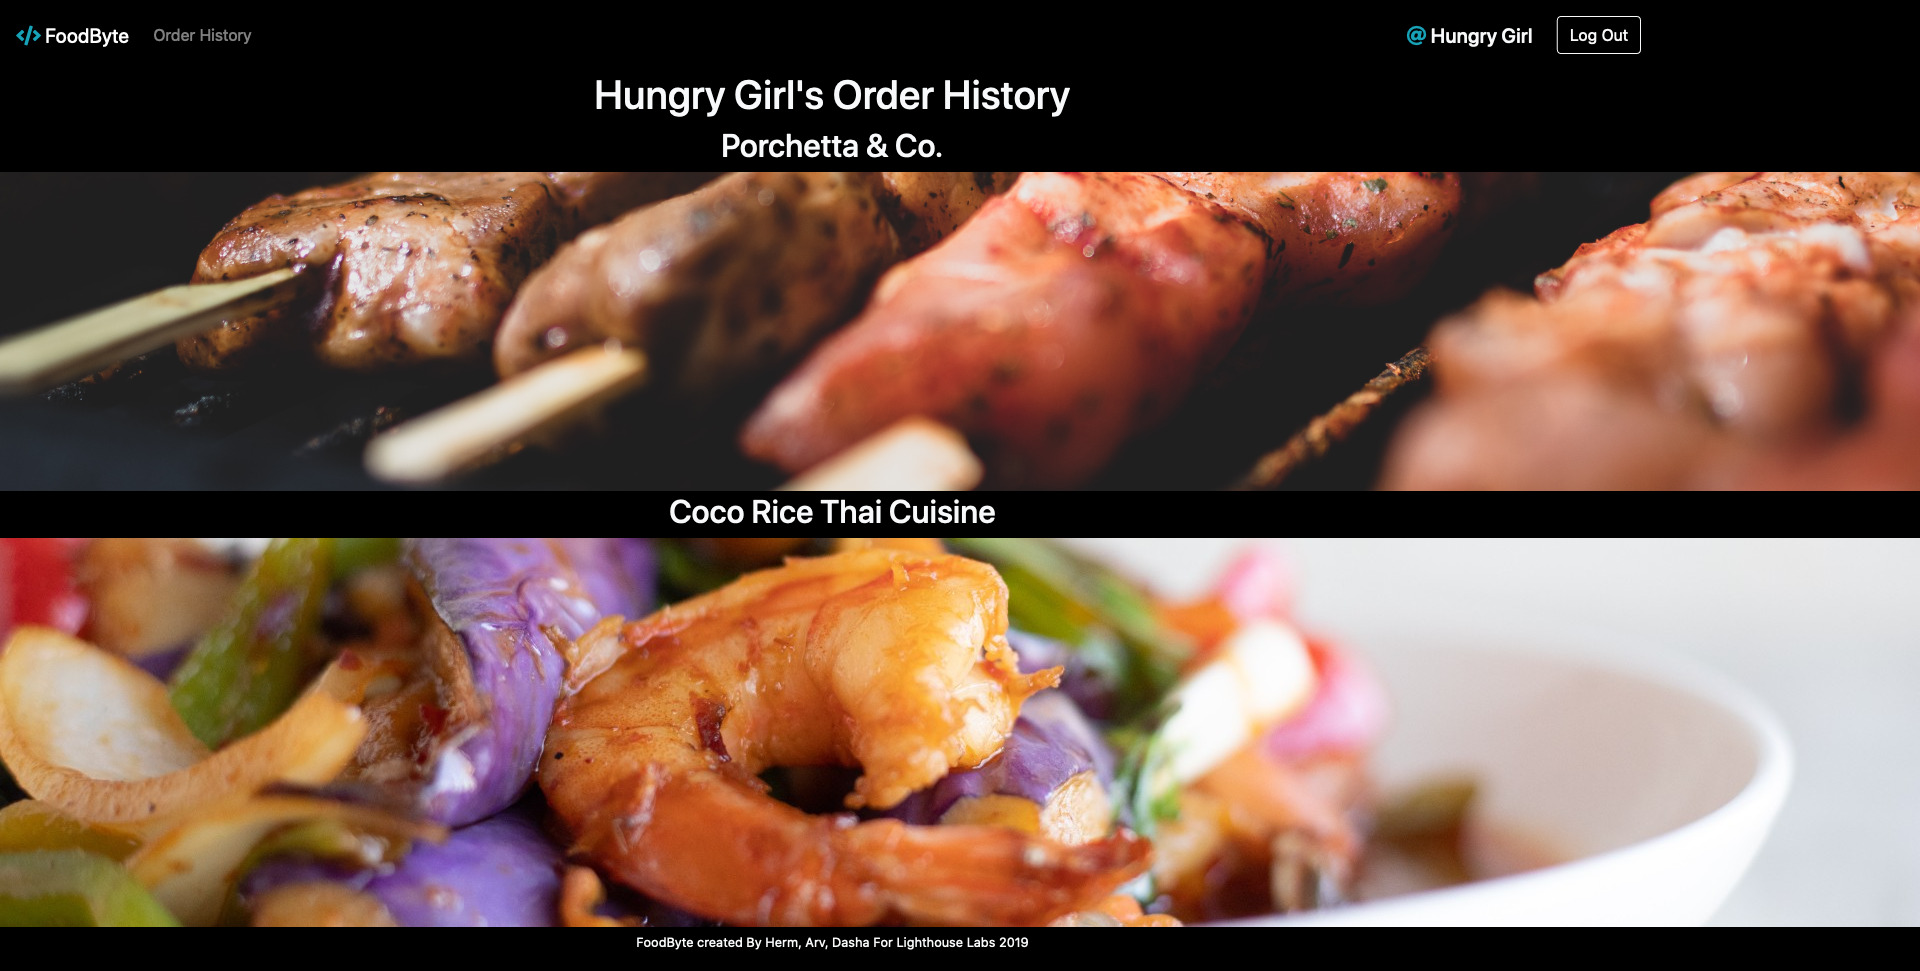 </> FoodByte Order History @ Hungry Girl Log Out
Hungry Girl's Order History
Porchetta & Co.
Coco Rice Thai Cuisine
FoodByte created By Herm, Arv, Dasha For Lighthouse Labs 2019